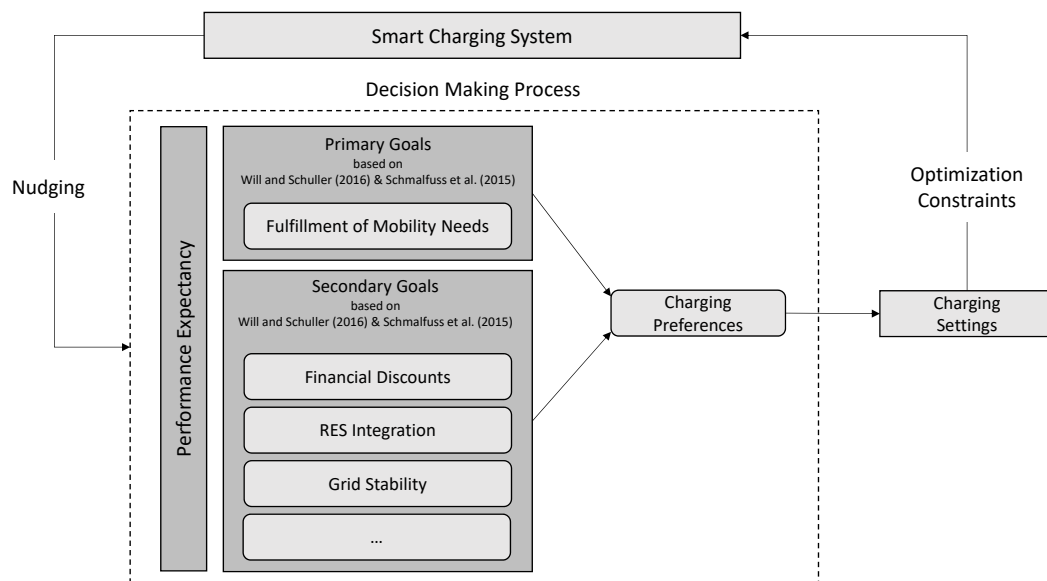 Smart Charging System
Decision Making Process
Nudging
Performance Expectancy
Primary Goals
based on
Will and Schuller (2016) & Schmalfuss et al. (2015)
Fulfillment of Mobility Needs
Secondary Goals
based on
Will and Schuller (2016) & Schmalfuss et al. (2015)
Financial Discounts
RES Integration
Grid Stability
...
Charging
Preferences
Optimization
Constraints
Charging
Settings